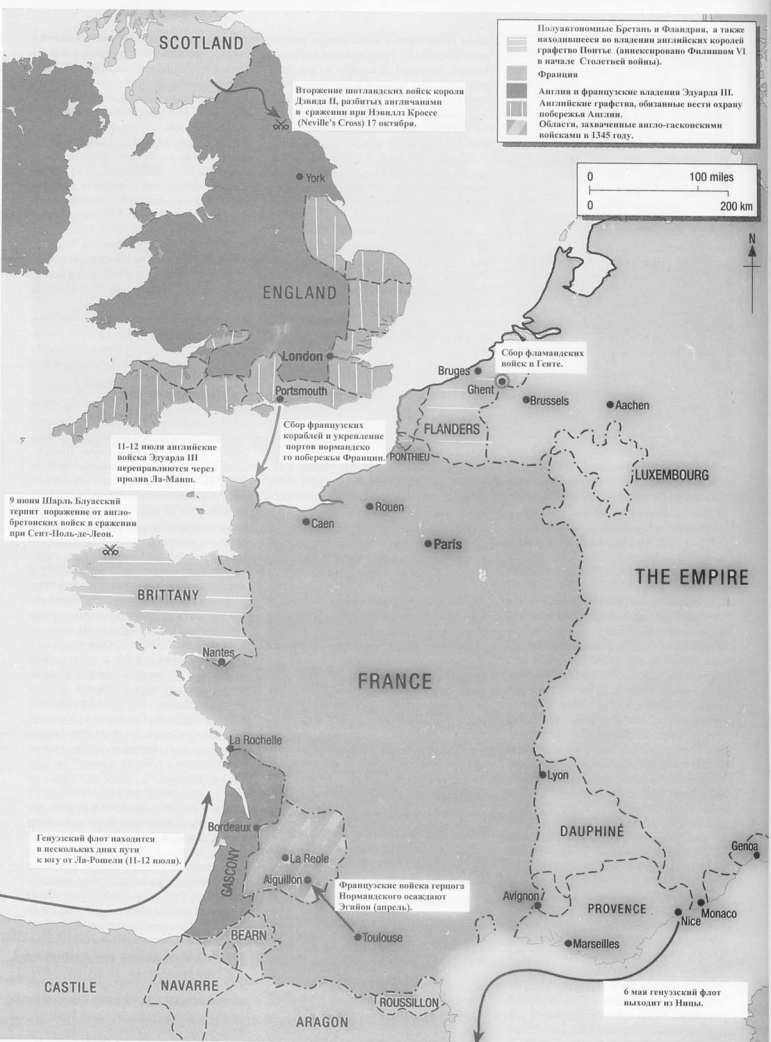 Полуавтономные Бретань и Фландрия, а также
находившееся во владении английских королей
графство Понтье (аннексировано Филиппом VI
в начале Столетней войны).
Франция
Англия и французские владения Эдуарда III.
Английские графства, обязанные вести охрану
побережья Англии.
Области, захваченные англо-гасконскими
войсками в 1345 году.
0 100 miles
0 200 km
N
SCOTLAND
Вторжение шотландских войск короля
Дэвида II, разбитых англичанами
в сражении при Нэвиллз Кроссе
(Neville's Cross) 17 октября.
York
ENGLAND
London
Portsmouth
Сбор фламандских
войск в Генте.
Bruges
Ghent
Brussels
Aachen
FLANDERS
PONTHIEU
LUXEMBOURG
Сбор французских
кораблей и укрепление
портов нормандско
го побережья Франции.
11-12 июля английские
войска Эдуарда III
переправляются через
пролив Ла-Манш.
9 июня Шарль Блуасский
терпит поражение от англо-
бретонских войск в сражении
при Сент-Поль-де-Леон.
Rouen
Caen
Paris
THE EMPIRE
BRITTANY
Nantes
FRANCE
La Rochelle
Lyon
DAUPHINÉ
Bordeaux
GASCONY
La Reole
Aiguillon
Генуэзский флот находится
в нескольких днях пути
к югу от Ла-Рошели (11-12 июля).
Французские войска герцога
Нормандского осаждают
Эгийон (апрель).
Genoa
Avignon
PROVENCE
Monaco
Nice
Marseilles
BEARN
Toulouse
CASTILE
NAVARRE
ROUSSILLON
ARAGON
6 мая генуэзский флот
выходит из Ниццы.